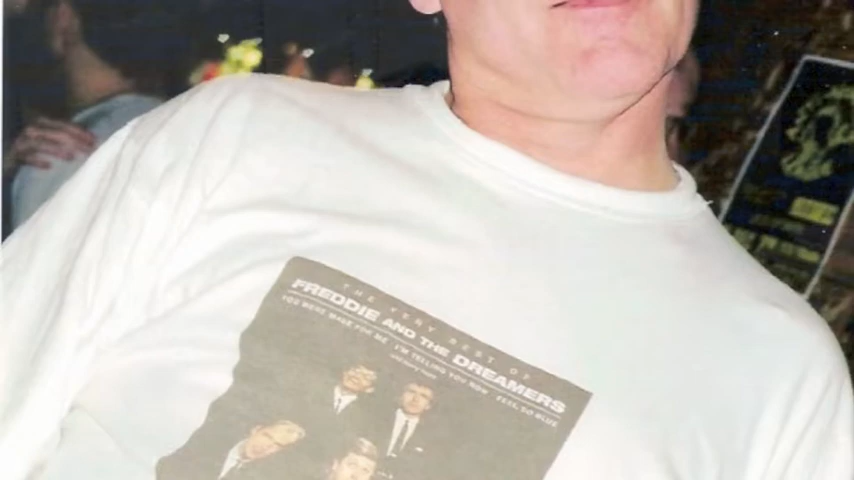 THE VERY BEST OF
FREDDIE AND THE DREAMERS
YOU WERE MADE FOR ME I'M TELLING YOU NOW FEEL SO BLUE